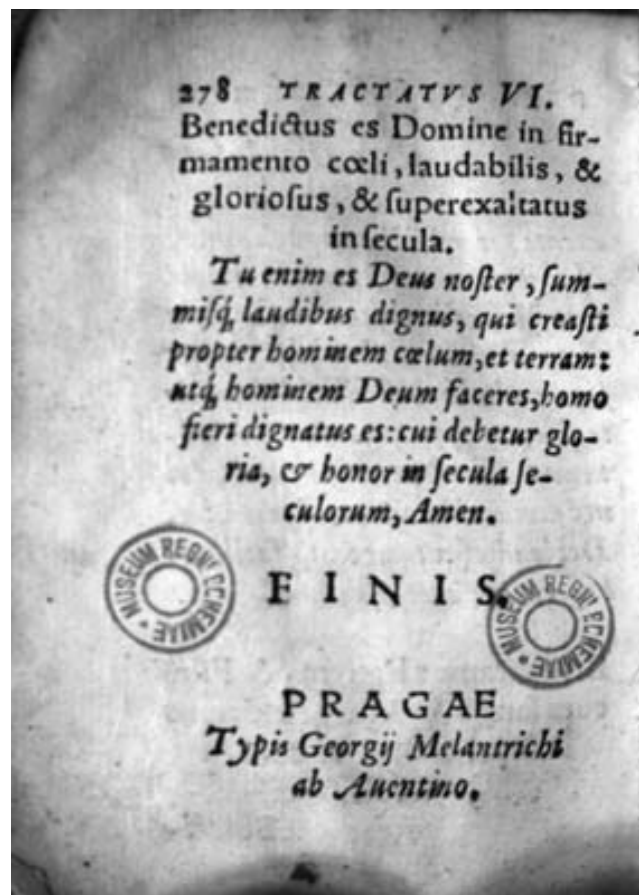 278 TRACTATVS VI.
Benedictus es Domine in fir-
mamento cœli, laudabilis, &
glorioſus, & ſuperexaltatus
in ſecula.
Tu enim es Deus noſter, ſum-
miſq́; laudibus dignus, qui creaſti
propter hominem cœlum, et terram:
utq́; hominem Deum faceres, homo
fieri dignatus es: cui debetur glo-
ria, & honor in ſecula ſe-
culorum, Amen.
FINIS.
MUSEUM REGNI BOHEMIAE
MUSEUM REGNI BOHEMIAE
PRAGAE
Typis Georgij Melantrichi
ab Auentino.